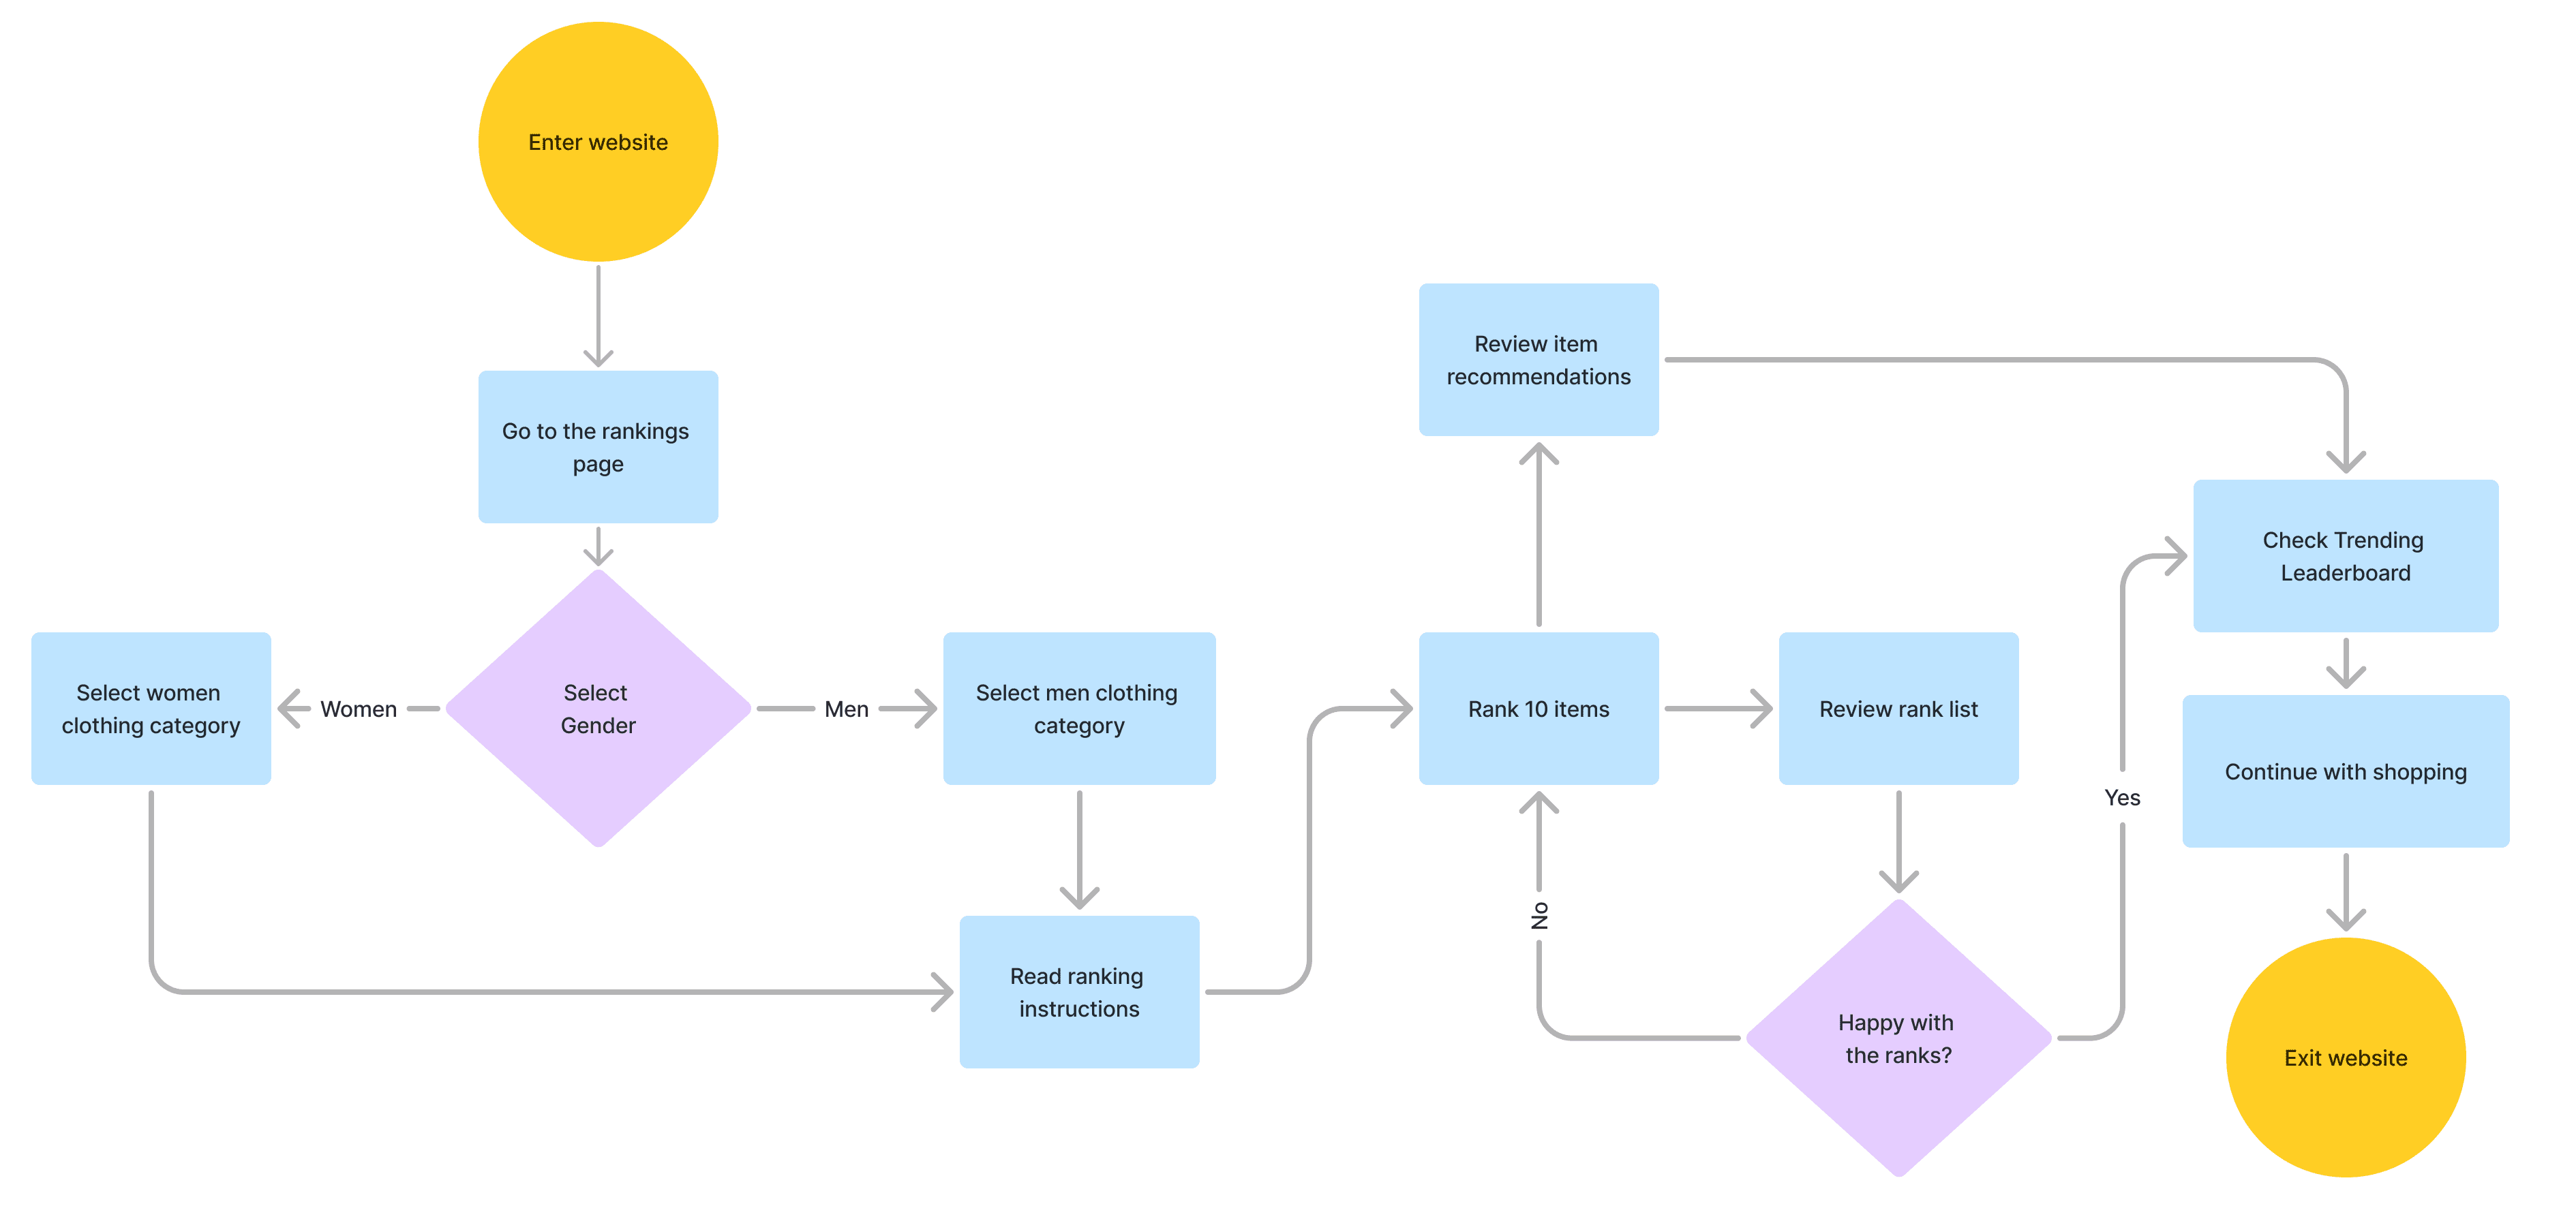 Enter website
Go to the rankings
page
Select
Gender
Women
Select women
clothing category
Men
Select men clothing
category
Read ranking
instructions
Rank 10 items
Review item
recommendations
Review rank list
Happy with
the ranks?
No
Yes
Check Trending
Leaderboard
Continue with shopping
Exit website